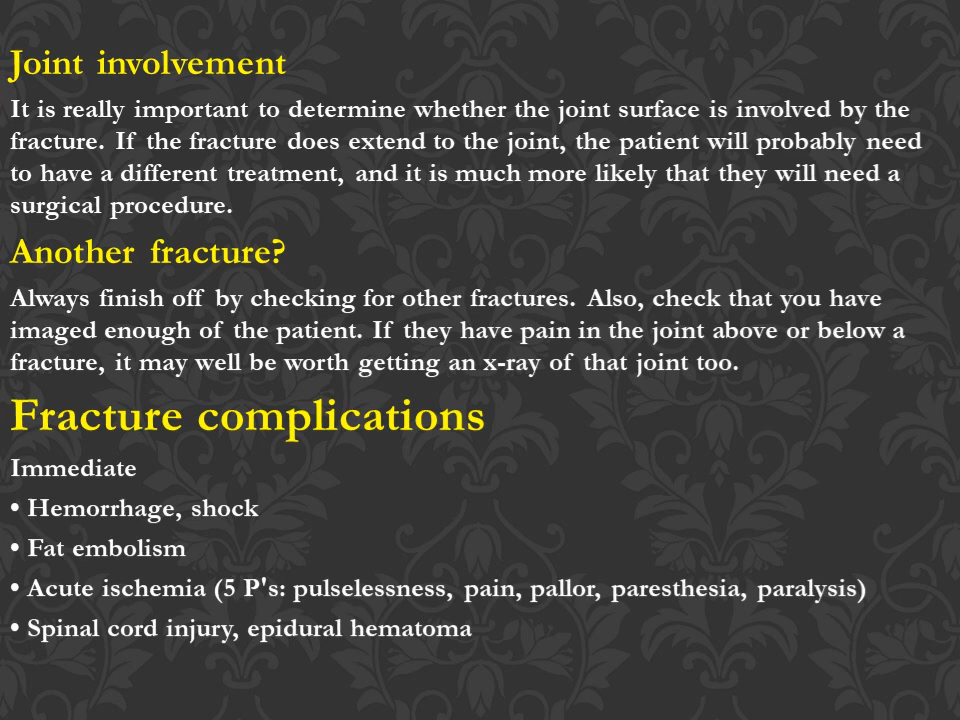 Joint involvement
It is really important to determine whether the joint surface is involved by the
fracture. If the fracture does extend to the joint, the patient will probably need
to have a different treatment, and it is much more likely that they will need a
surgical procedure.
Another fracture?
Always finish off by checking for other fractures. Also, check that you have
imaged enough of the patient. If they have pain in the joint above or below a
fracture, it may well be worth getting an x-ray of that joint too.
Fracture complications
Immediate
• Hemorrhage, shock
• Fat embolism
• Acute ischemia (5 P's: pulselessness, pain, pallor, paresthesia, paralysis)
• Spinal cord injury, epidural hematoma